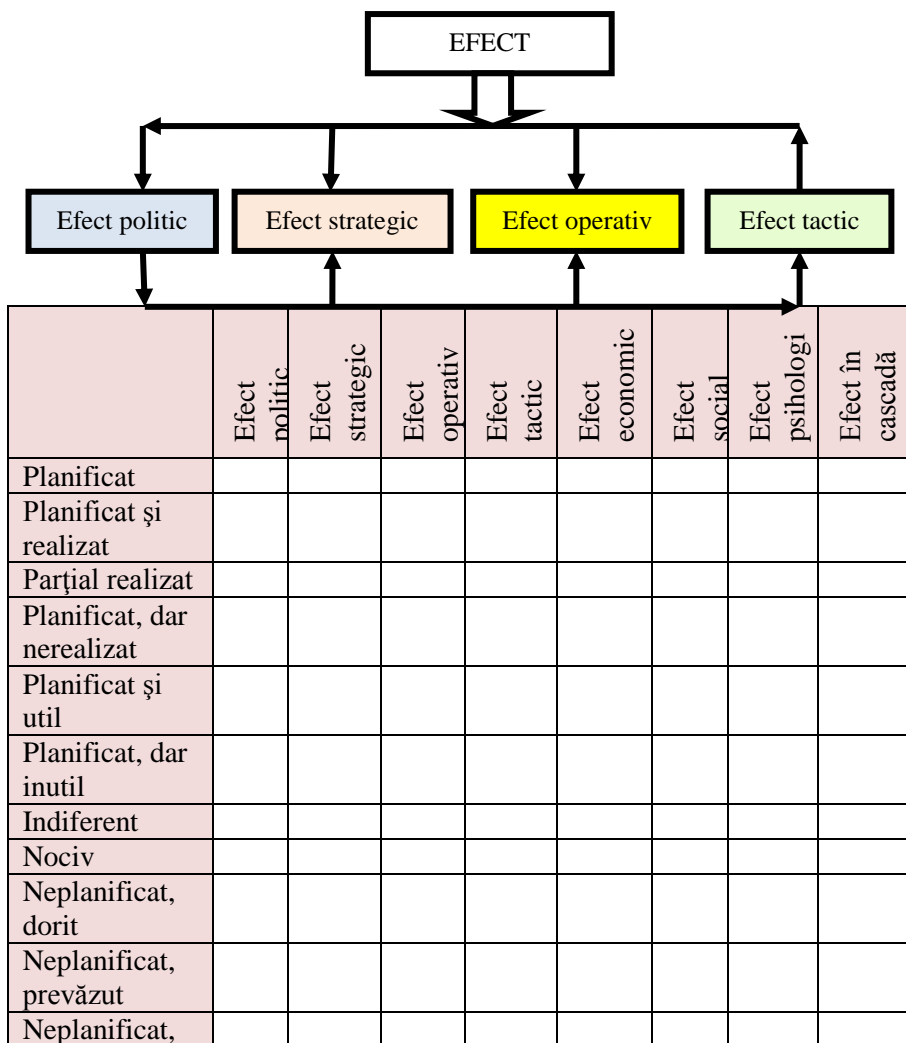 EFECT
Efect politic
Efect strategic
Efect operativ
Efect tactic
Efect
politic
Efect
strategic
Efect
operativ
Efect
tactic
Efect
economic
Efect
social
Efect
psihologi
Efect în
cascadă
Planificat
Planificat şi
realizat
Parţial realizat
Planificat, dar
nerealizat
Planificat şi
util
Planificat, dar
inutil
Indiferent
Nociv
Neplanificat,
dorit
Neplanificat,
prevăzut
Neplanificat,